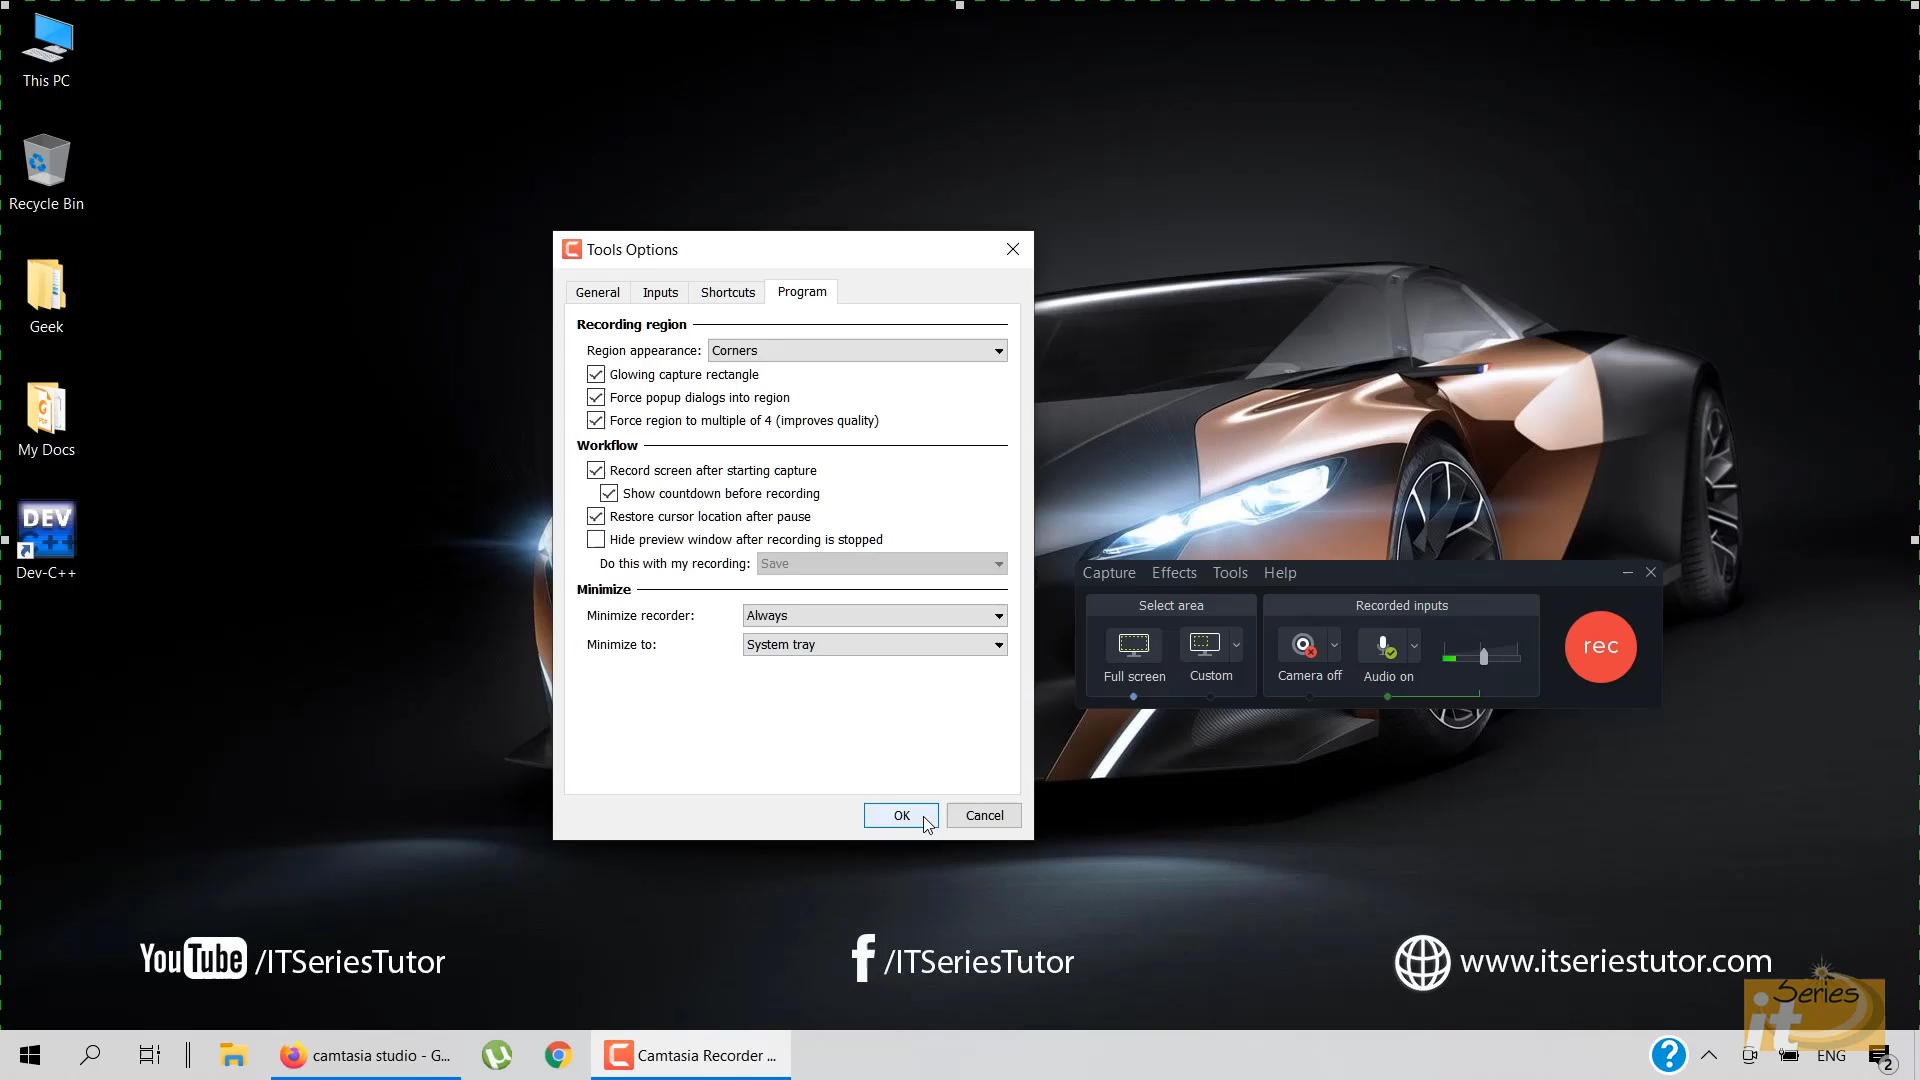 This PC
Recycle Bin
Geek
My Docs
DEV
C++
Dev-C++
Tools Options
General Inputs Shortcuts Program
Recording region
Region appearance: Corners
Glowing capture rectangle
Force popup dialogs into region
Force region to multiple of 4 (improves quality)
Workflow
Record screen after starting capture
Show countdown before recording
Restore cursor location after pause
Hide preview window after recording is stopped
Do this with my recording: Save
Minimize
Minimize recorder: Always
Minimize to: System tray
OK Cancel
Capture Effects Tools Help
Select area Recorded inputs
Full screen Custom Camera off Audio on
rec
YouTube /ITSeriesTutor
f /ITSeriesTutor
www.itseriestutor.com
it Series
camtasia studio - G...
Camtasia Recorder ...
ENG
2